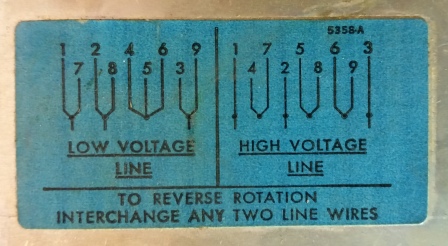 5358-A
1 2 4 6 9 1 7 5 6 3
7 8 5 3 4 2 8 9
LOW VOLTAGE HIGH VOLTAGE
LINE LINE
TO REVERSE ROTATION
INTERCHANGE ANY TWO LINE WIRES